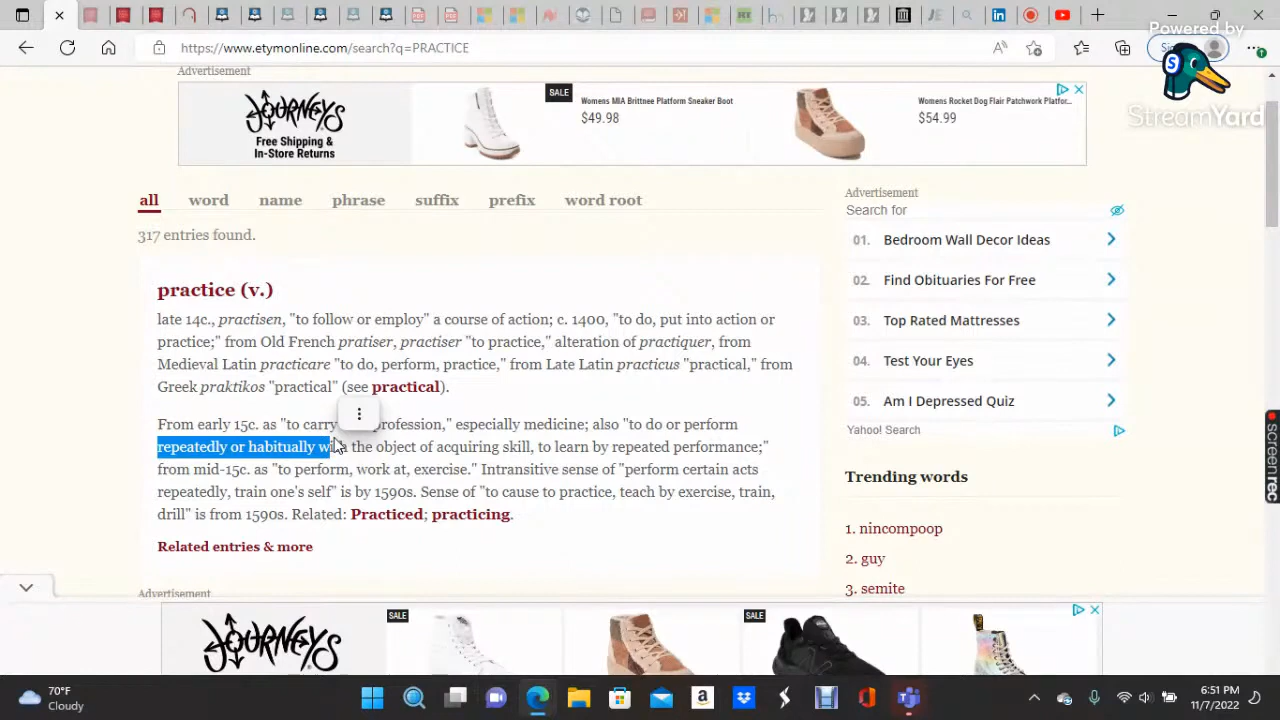 https://www.etymonline.com/search?q=PRACTICE
Powered by
StreamYard
Advertisement
JOURNEYS
Free Shipping &
In-Store Returns
SALE
Womens MIA Brittnee Platform Sneaker Boot
$49.98
Womens Rocket Dog Flair Patchwork Platfor...
$54.99
all word name phrase suffix prefix word root
317 entries found.
practice (v.)
late 14c., practisen, "to follow or employ" a course of action; c. 1400, "to do, put into action or
practice;" from Old French pratiser, practiser "to practice," alteration of practiquer, from
Medieval Latin practicare "to do, perform, practice," from Late Latin practicus "practical," from
Greek praktikos "practical" (see practical).
From early 15c. as "to carry profession," especially medicine; also "to do or perform
repeatedly or habitually with the object of acquiring skill, to learn by repeated performance;"
from mid-15c. as "to perform, work at, exercise." Intransitive sense of "perform certain acts
repeatedly, train one's self" is by 1590s. Sense of "to cause to practice, teach by exercise, train,
drill" is from 1590s. Related: Practiced; practicing.
Related entries & more
Advertisement
Search for
01. Bedroom Wall Decor Ideas
02. Find Obituaries For Free
03. Top Rated Mattresses
04. Test Your Eyes
05. Am I Depressed Quiz
Yahoo! Search
Trending words
1. nincompoop
2. guy
3. semite
Advertisement
JOURNEYS
SALE
SALE
Screenrec
70°F
Cloudy
6:51 PM
11/7/2022